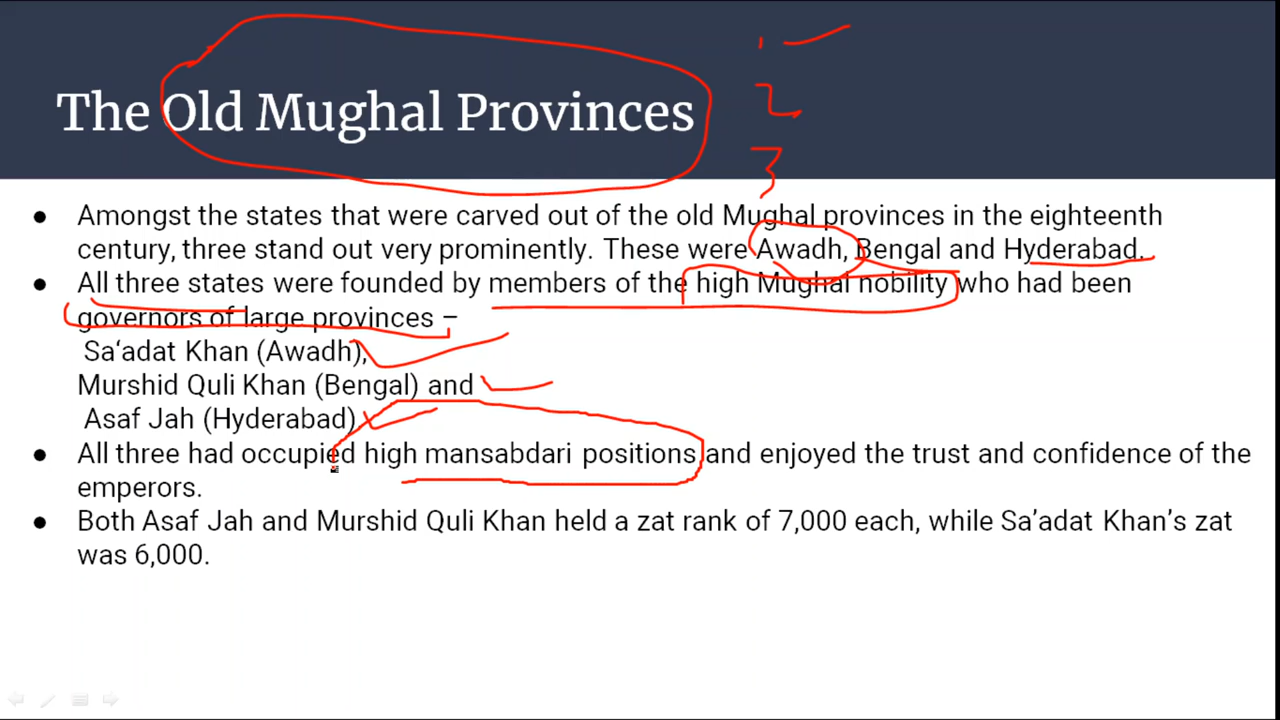 The Old Mughal Provinces
1
2
3
● Amongst the states that were carved out of the old Mughal provinces in the eighteenth
century, three stand out very prominently. These were Awadh, Bengal and Hyderabad.
● All three states were founded by members of the high Mughal nobility who had been
governors of large provinces –
Sa‘adat Khan (Awadh),
Murshid Quli Khan (Bengal) and
Asaf Jah (Hyderabad)
● All three had occupied high mansabdari positions and enjoyed the trust and confidence of the
emperors.
● Both Asaf Jah and Murshid Quli Khan held a zat rank of 7,000 each, while Sa’adat Khan’s zat
was 6,000.